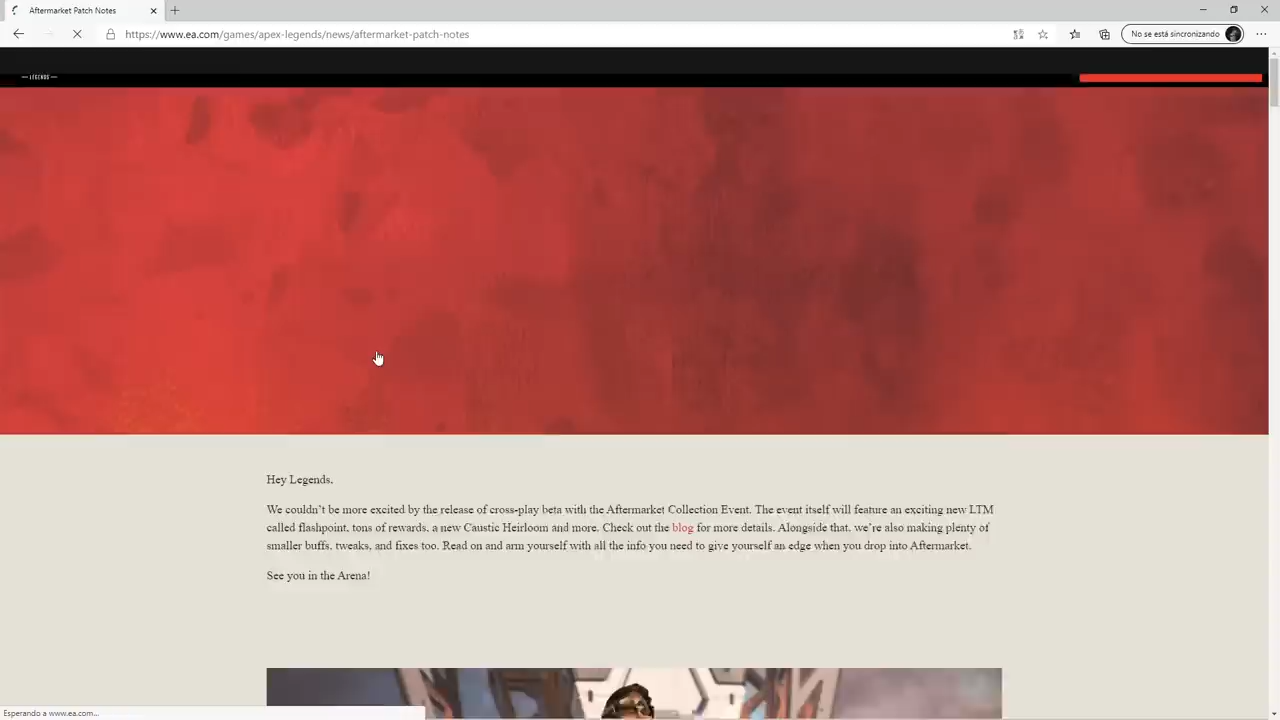 Aftermarket Patch Notes
https://www.ea.com/games/apex-legends/news/aftermarket-patch-notes
No se está sincronizando
LEGENDS
Hey Legends,
We couldn't be more excited by the release of cross-play beta with the Aftermarket Collection Event. The event itself will feature an exciting new LTM
called flashpoint, tons of rewards, a new Caustic Heirloom and more. Check out the blog for more details. Alongside that, we're also making plenty of
smaller buffs, tweaks, and fixes too. Read on and arm yourself with all the info you need to give yourself an edge when you drop into Aftermarket.
See you in the Arena!
Esperando a www.ea.com...